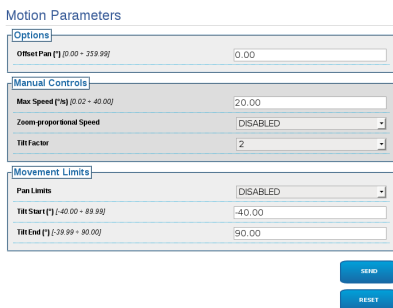 Motion Parameters
Options
Offset Pan (°) [0.00 ÷ 359.99]
0.00
Manual Controls
Max Speed (°/s) [0.02 ÷ 40.00]
20.00
Zoom-proportional Speed
DISABLED
Tilt Factor
2
Movement Limits
Pan Limits
DISABLED
Tilt Start (°) [-40.00 ÷ 89.99]
-40.00
Tilt End (°) [-39.99 ÷ 90.00]
90.00
SEND
RESET